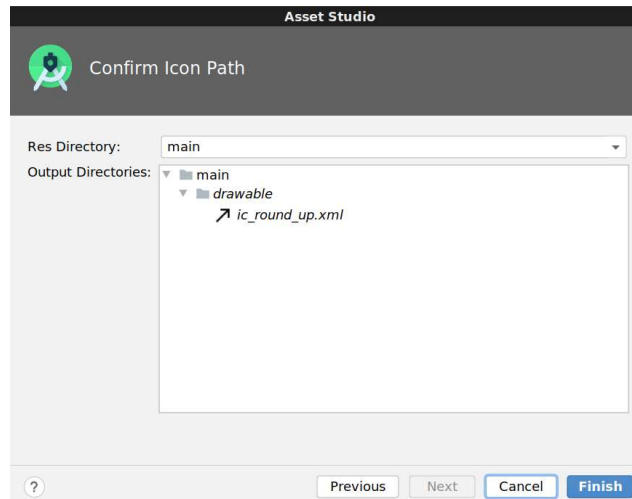 Asset Studio
Confirm Icon Path
Res Directory: main
Output Directories: main
drawable
ic_round_up.xml
? Previous Next Cancel Finish